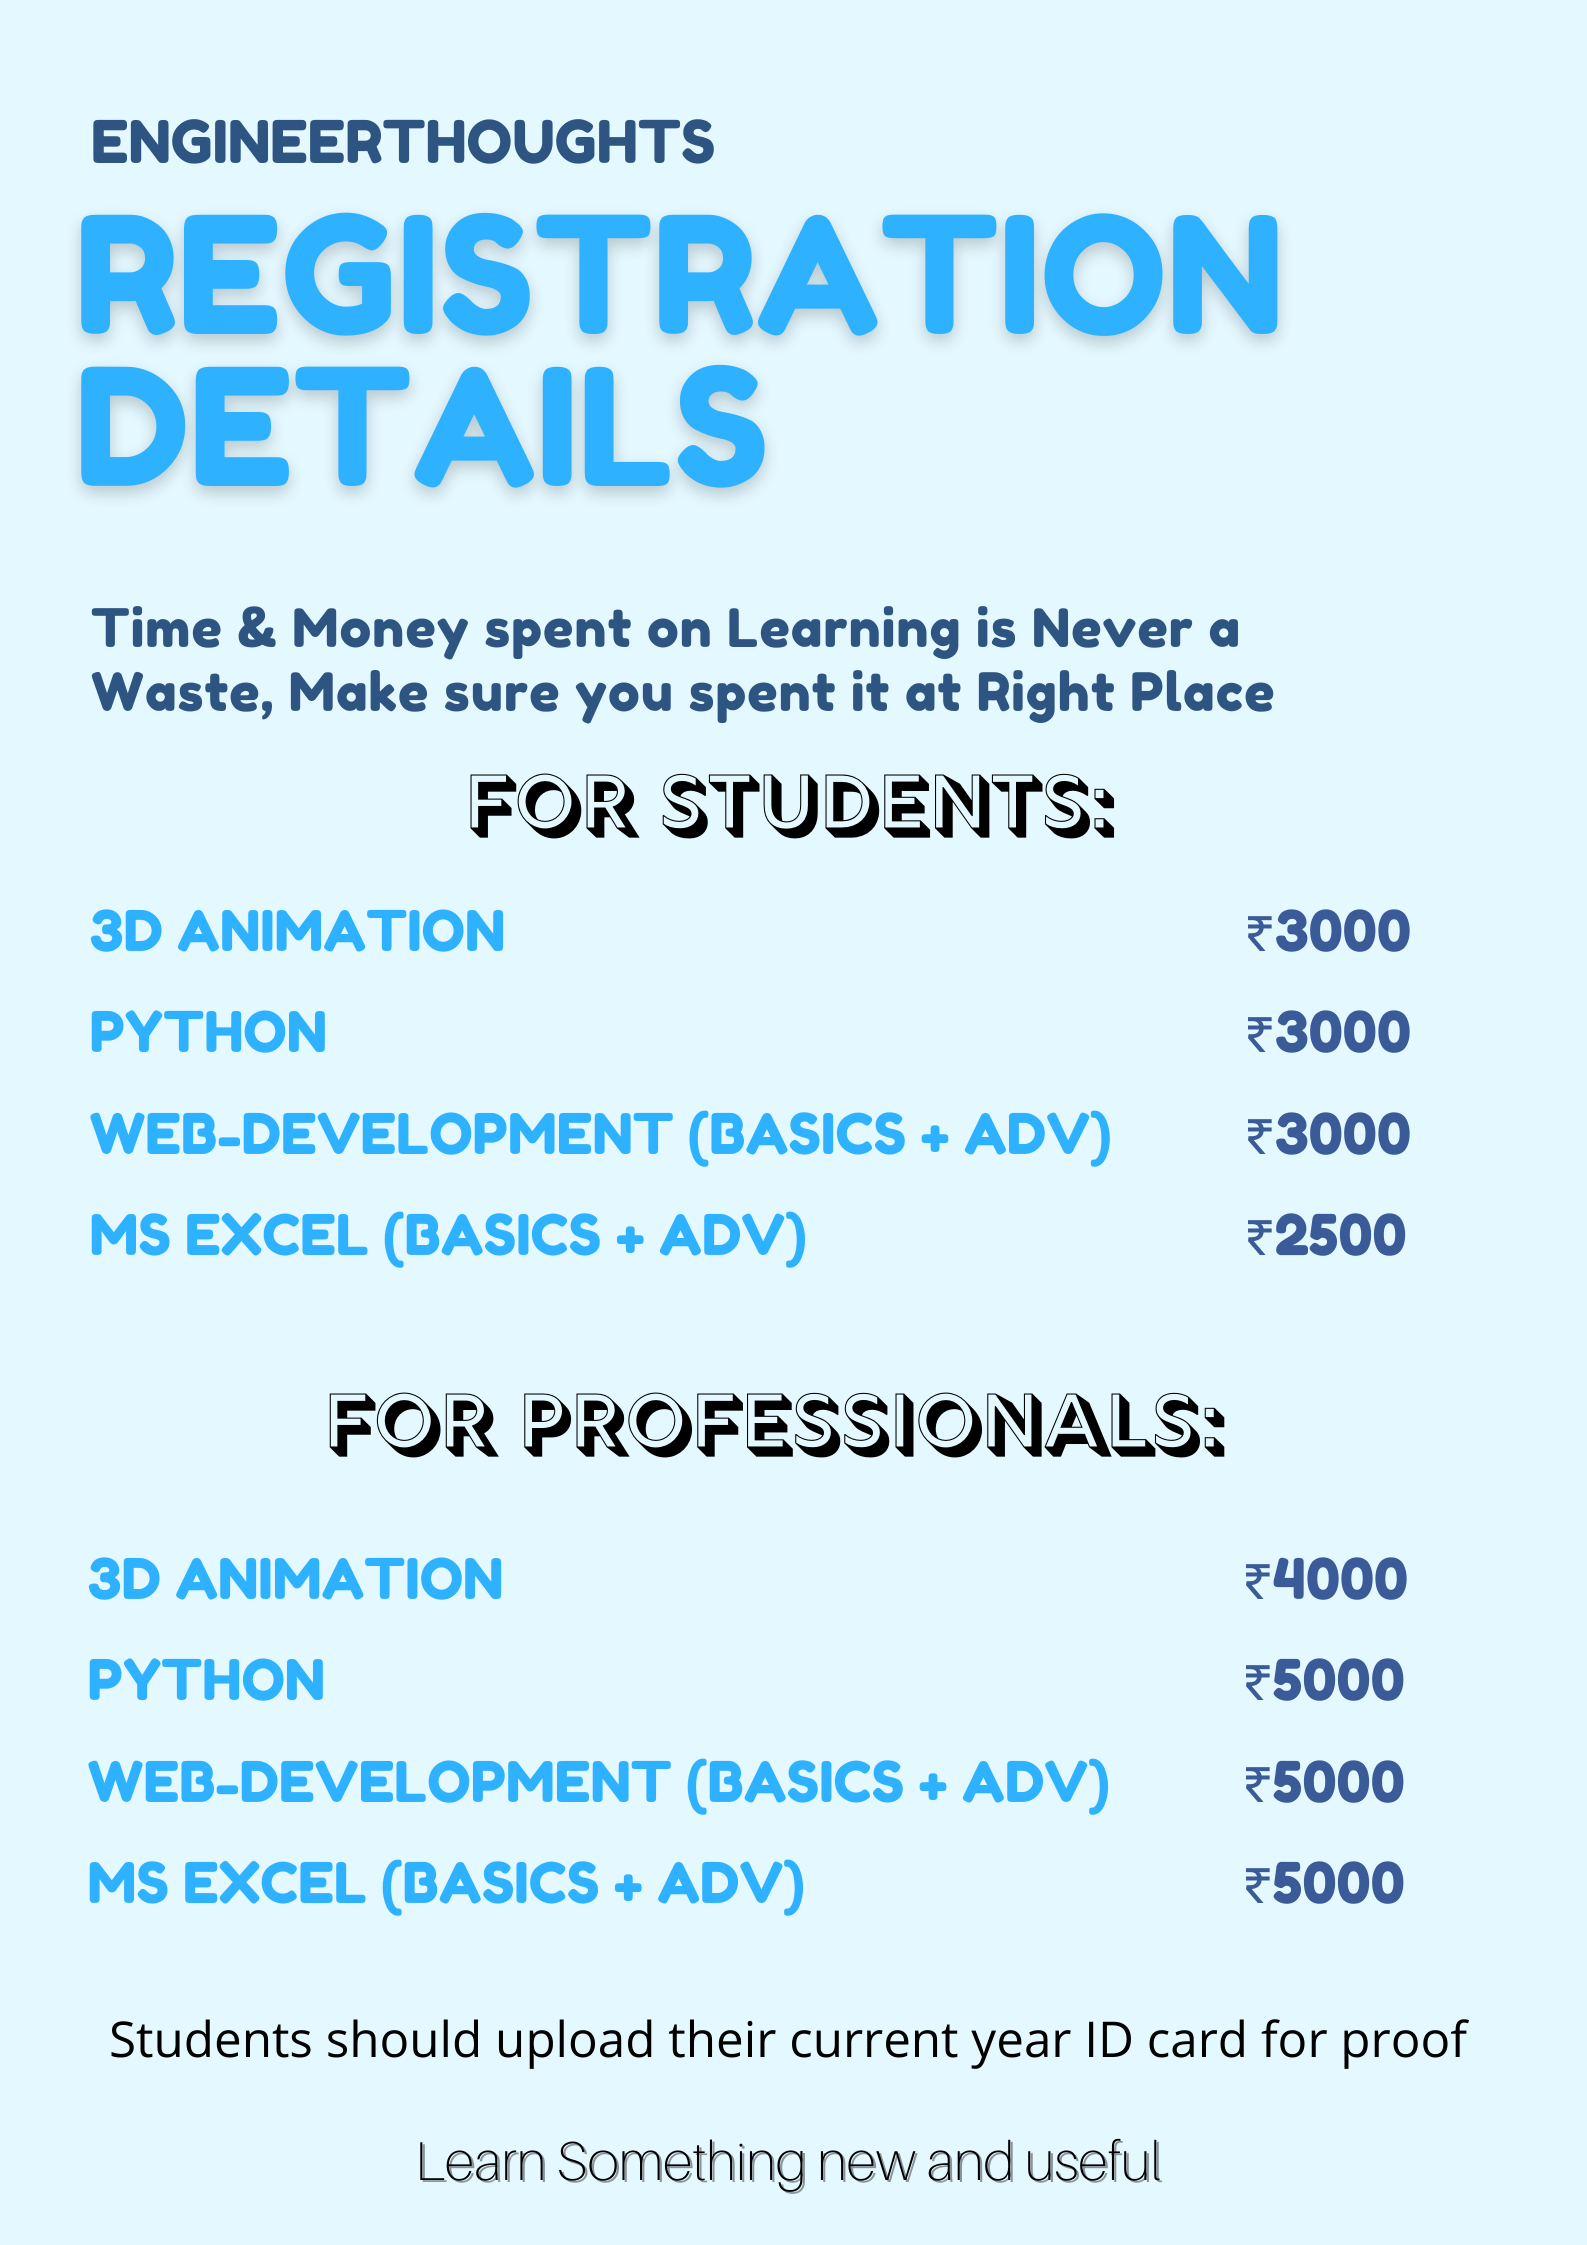 ENGINEERTHOUGHTS
REGISTRATION
DETAILS
Time & Money spent on Learning is Never a
Waste, Make sure you spent it at Right Place
FOR STUDENTS:
3D ANIMATION ₹3000
PYTHON ₹3000
WEB-DEVELOPMENT (BASICS + ADV) ₹3000
MS EXCEL (BASICS + ADV) ₹2500
FOR PROFESSIONALS:
3D ANIMATION ₹4000
PYTHON ₹5000
WEB-DEVELOPMENT (BASICS + ADV) ₹5000
MS EXCEL (BASICS + ADV) ₹5000
Students should upload their current year ID card for proof
Learn Something new and useful